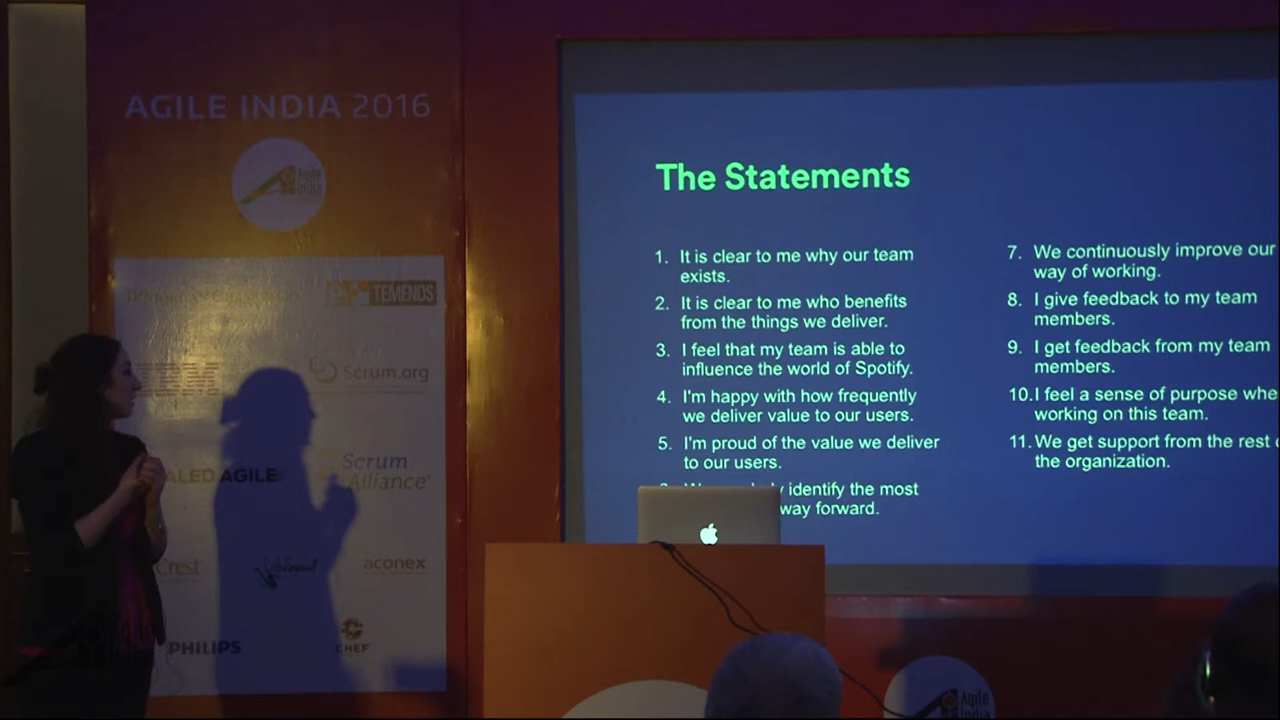 AGILE INDIA 2016
Agile
India
TEMENOS
Scrum.org
ALED AGILE
Scrum
Alliance
Crest
aconex
PHILIPS
CHEF
The Statements
1. It is clear to me why our team
exists.
2. It is clear to me who benefits
from the things we deliver.
3. I feel that my team is able to
influence the world of Spotify.
4. I'm happy with how frequently
we deliver value to our users.
5. I'm proud of the value we deliver
to our users.
identify the most
way forward.
7. We continuously improve our
way of working.
8. I give feedback to my team
members.
9. I get feedback from my team
members.
10.I feel a sense of purpose whe
working on this team.
11. We get support from the rest
the organization.
Agile
India